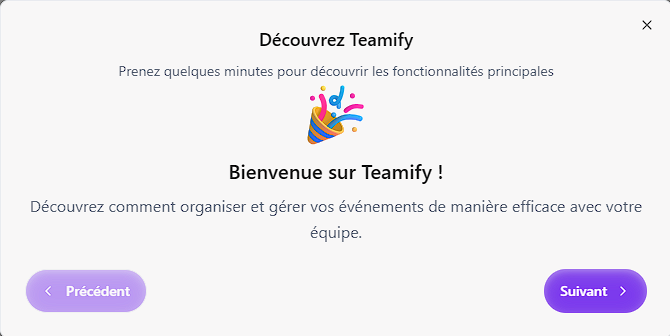 Découvrez Teamify
Prenez quelques minutes pour découvrir les fonctionnalités principales
Bienvenue sur Teamify !
Découvrez comment organiser et gérer vos événements de manière efficace avec votre
équipe.
Précédent
Suivant